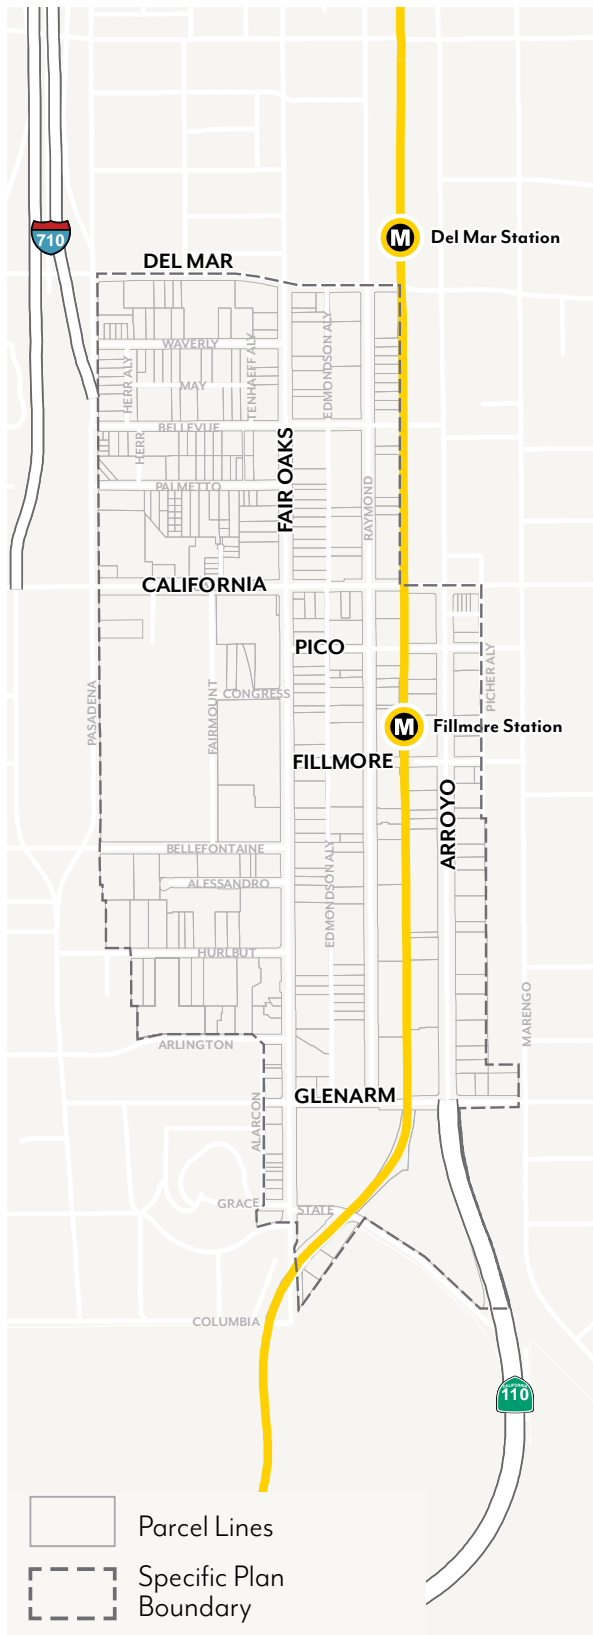 710
M Del Mar Station
DEL MAR
WAVERLY
HERR ALY
MAY
TENHAEFF ALY
EDMONDSON ALY
BELLEVUE
HERR
FAIR OAKS
PALMETTO
RAYMOND
CALIFORNIA
PICO
PICHER ALY
PASADENA
FAIRMOUNT
CONGRESS
M Fillmore Station
FILLMORE
ARROYO
BELLEFONTAINE
EDMONDSON ALY
ALESSANDRO
HURLBUT
MARENGO
ARLINGTON
GLENARM
ALARCON
GRACE
STATE
COLUMBIA
CALIFORNIA
110
Parcel Lines
Specific Plan
Boundary